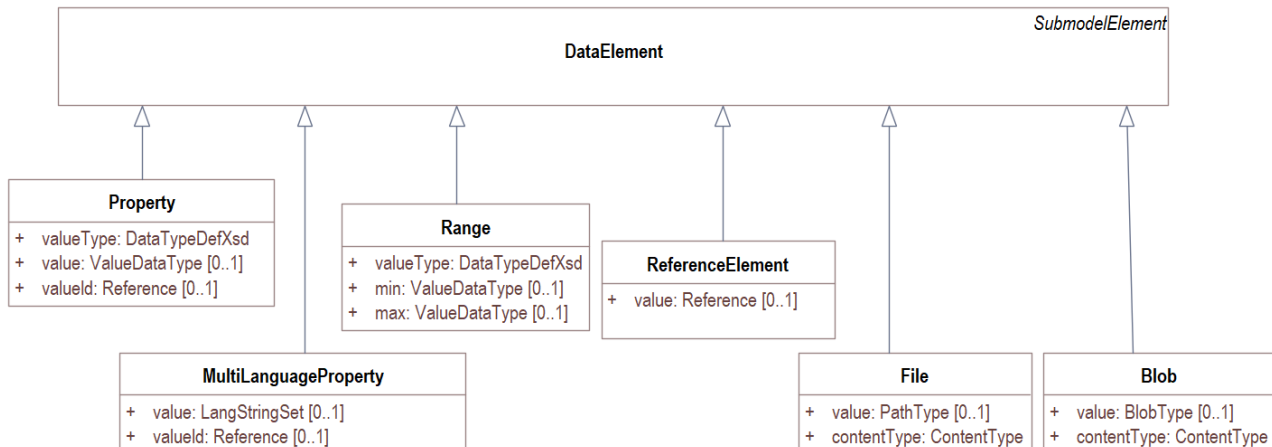 SubmodelElement
DataElement
Property
+ valueType: DataTypeDefXsd
+ value: ValueDataType [0..1]
+ valueId: Reference [0..1]
Range
+ valueType: DataTypeDefXsd
+ min: ValueDataType [0..1]
+ max: ValueDataType [0..1]
ReferenceElement
+ value: Reference [0..1]
MultiLanguageProperty
+ value: LangStringSet [0..1]
+ valueId: Reference [0..1]
File
+ value: PathType [0..1]
+ contentType: ContentType
Blob
+ value: BlobType [0..1]
+ contentType: ContentType